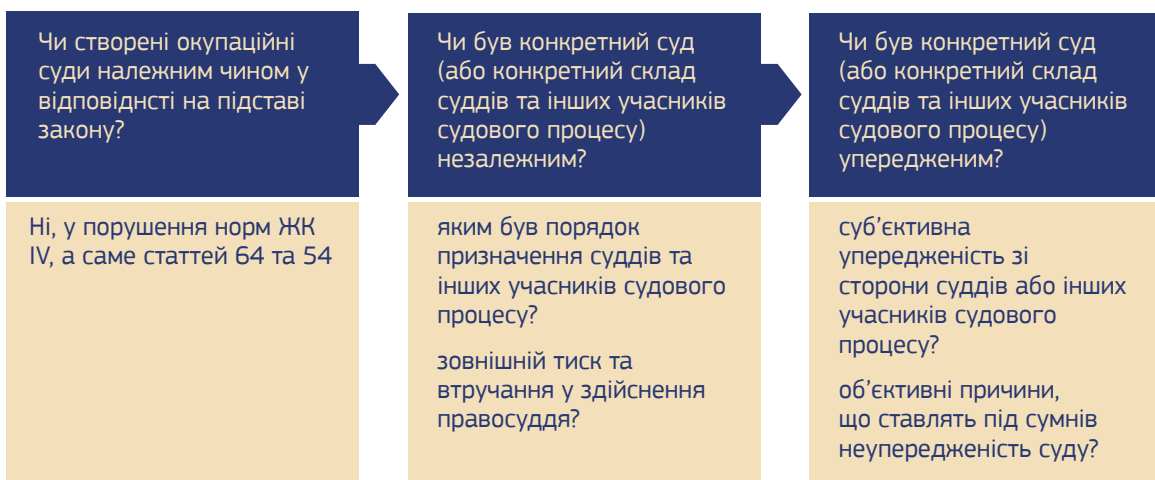 Чи створені окупаційні
суди належним чином у
відповідність на підставі
закону?
Ні, у порушення норм ЖК
IV, а саме статтей 64 та 54
Чи був конкретний суд
(або конкретний склад
суддів та інших учасників
судового процесу)
незалежним?
яким був порядок
призначення суддів та
інших учасників судового
процесу?
зовнішній тиск та
втручання у здійснення
правосуддя?
Чи був конкретний суд
(або конкретний склад
суддів та інших учасників
судового процесу)
упередженим?
суб’єктивна
упередженість зі
сторони суддів або інших
учасників судового
процесу?
об’єктивні причини,
що ставлять під сумнів
неупередженість суду?